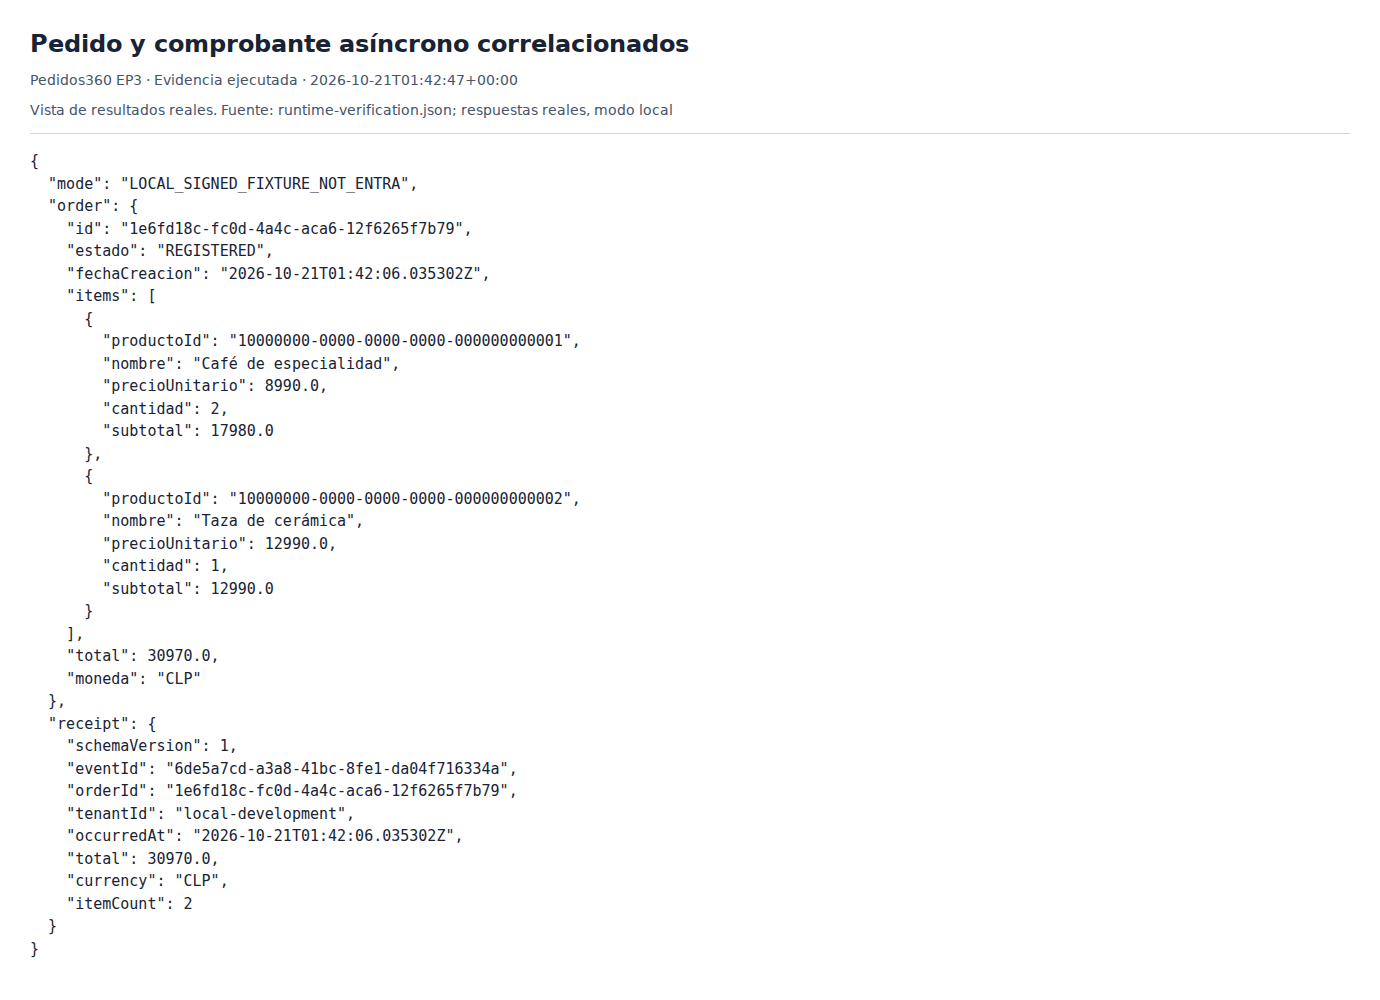 Pedido y comprobante asíncrono correlacionados
Pedidos360 EP3 · Evidencia ejecutada · 2026-10-21T01:42:47+00:00
Vista de resultados reales. Fuente: runtime-verification.json; respuestas reales, modo local
{
  "mode": "LOCAL_SIGNED_FIXTURE_NOT_ENTRA",
  "order": {
    "id": "1e6fd18c-fc0d-4a4c-aca6-12f6265f7b79",
    "estado": "REGISTERED",
    "fechaCreacion": "2026-10-21T01:42:06.035302Z",
    "items": [
      {
        "productoId": "10000000-0000-0000-0000-000000000001",
        "nombre": "Café de especialidad",
        "precioUnitario": 8990.0,
        "cantidad": 2,
        "subtotal": 17980.0
      },
      {
        "productoId": "10000000-0000-0000-0000-000000000002",
        "nombre": "Taza de cerámica",
        "precioUnitario": 12990.0,
        "cantidad": 1,
        "subtotal": 12990.0
      }
    ],
    "total": 30970.0,
    "moneda": "CLP"
  },
  "receipt": {
    "schemaVersion": 1,
    "eventId": "6de5a7cd-a3a8-41bc-8fe1-da04f716334a",
    "orderId": "1e6fd18c-fc0d-4a4c-aca6-12f6265f7b79",
    "tenantId": "local-development",
    "occurredAt": "2026-10-21T01:42:06.035302Z",
    "total": 30970.0,
    "currency": "CLP",
    "itemCount": 2
  }
}